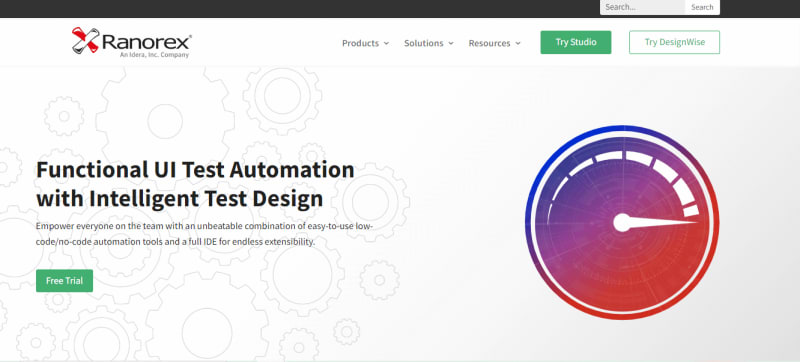 Search...
Search
Ranorex®
An Idera, Inc. Company
Products
Solutions
Resources
Try Studio
Try DesignWise
Functional UI Test Automation
with Intelligent Test Design
Empower everyone on the team with an unbeatable combination of easy-to-use low-
code/no-code automation tools and a full IDE for endless extensibility.
Free Trial